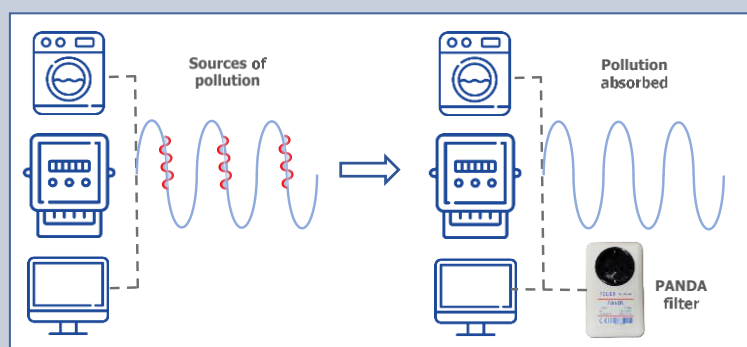 Sources of
pollution
Pollution
absorbed
PANDA
filter